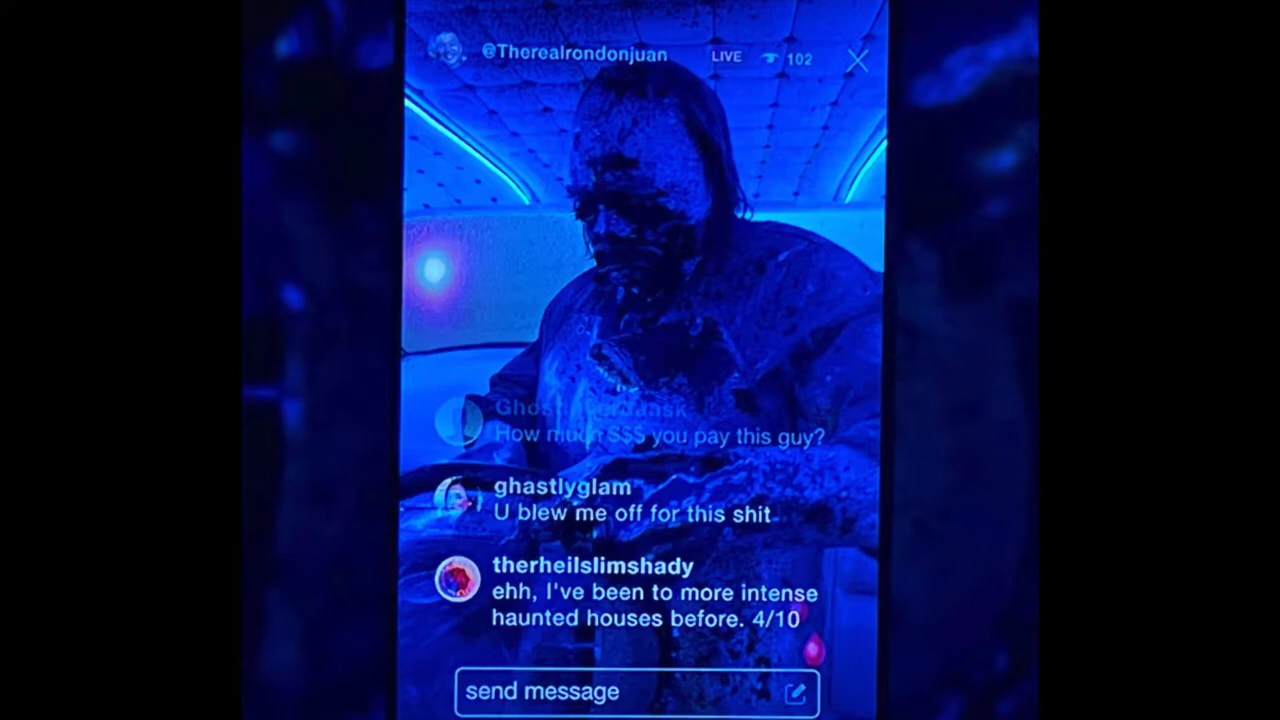 @Therealrondonjuan LIVE 102
How much $$$ you pay this guy?
ghastlyglam
U blew me off for this shit
therheilslimshady
ehh, I've been to more intense
haunted houses before. 4/10
send message